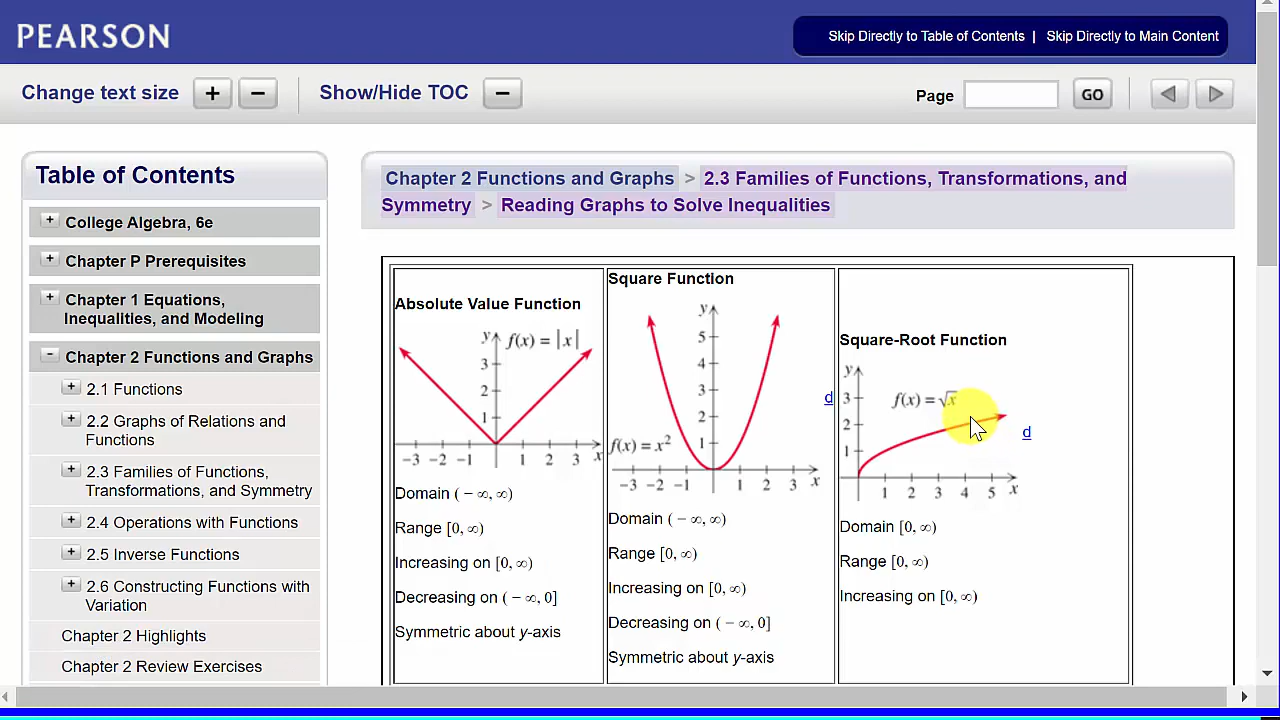 PEARSON
Skip Directly to Table of Contents | Skip Directly to Main Content
Change text size + −
Show/Hide TOC −
Page
GO
Table of Contents
+ College Algebra, 6e
+ Chapter P Prerequisites
+ Chapter 1 Equations,
Inequalities, and Modeling
- Chapter 2 Functions and Graphs
+ 2.1 Functions
+ 2.2 Graphs of Relations and
Functions
+ 2.3 Families of Functions,
Transformations, and Symmetry
+ 2.4 Operations with Functions
+ 2.5 Inverse Functions
+ 2.6 Constructing Functions with
Variation
Chapter 2 Highlights
Chapter 2 Review Exercises
Chapter 2 Functions and Graphs > 2.3 Families of Functions, Transformations, and
Symmetry > Reading Graphs to Solve Inequalities
Absolute Value Function
y
f(x) = |x|
3
2
1
−3 −2 −1 1 2 3 x
Domain (− ∞, ∞)
Range [0, ∞)
Increasing on [0, ∞)
Decreasing on (− ∞, 0]
Symmetric about y-axis
Square Function
y
5
4
3
2
1
f(x) = x²
−3 −2 −1 1 2 3 x
d
Domain (− ∞, ∞)
Range [0, ∞)
Increasing on [0, ∞)
Decreasing on (− ∞, 0]
Symmetric about y-axis
Square-Root Function
y
3
2
1
f(x) = √x
1 2 3 4 5 x
d
Domain [0, ∞)
Range [0, ∞)
Increasing on [0, ∞)